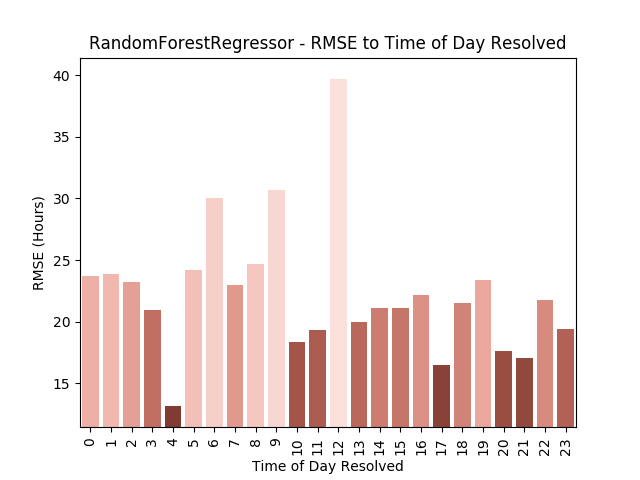 RandomForestRegressor - RMSE to Time of Day Resolved
40
35
30
25
20
15
RMSE (Hours)
0 1 2 3 4 5 6 7 8 9 10 11 12 13 14 15 16 17 18 19 20 21 22 23
Time of Day Resolved